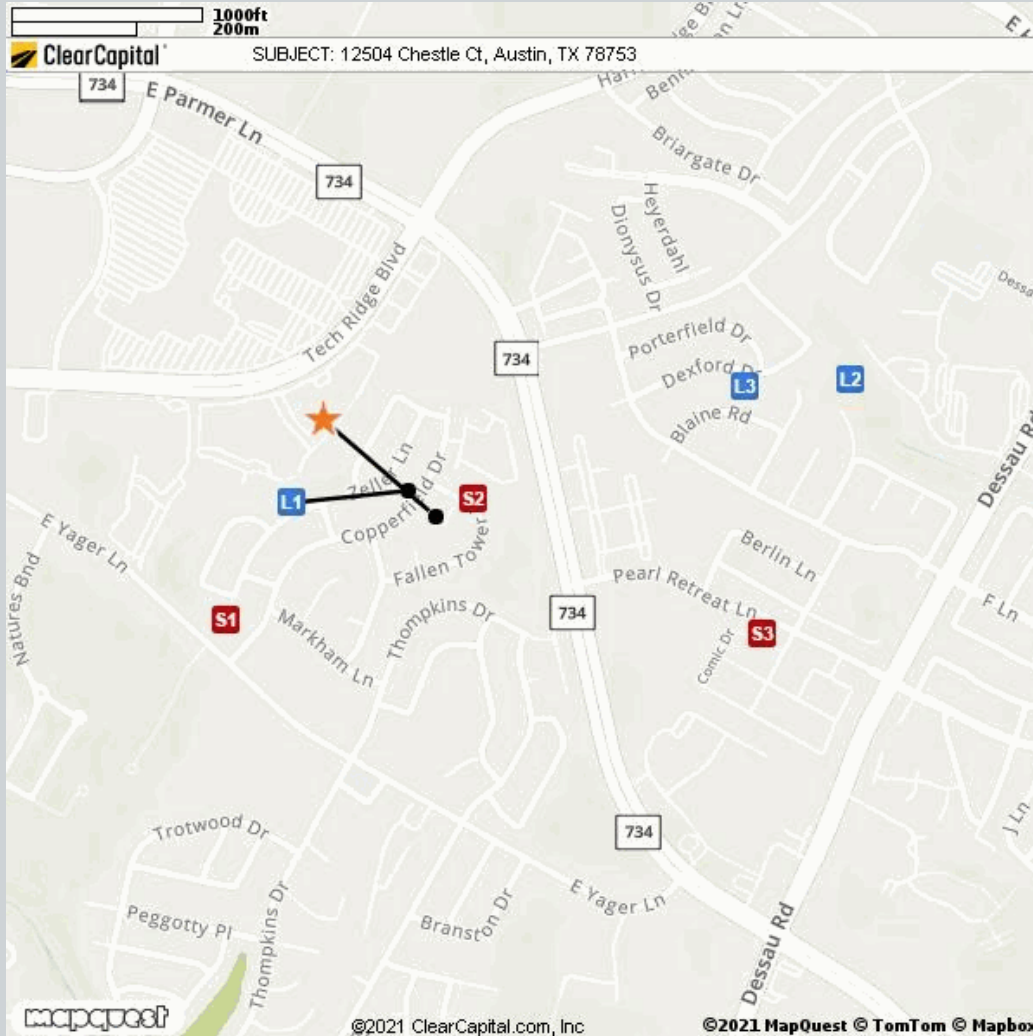 1000ft
200m
ClearCapital
SUBJECT: 12504 Chestle Ct, Austin, TX 78753
734
E Parmer Ln
734
Briargate Dr
Heyerdahl
Dionysus Dr
Tech Ridge Blvd
734
Porterfield Dr
Dexford Dr
L3
L2
Blaine Rd
Dessau Rd
Zeller Ln
L1
S2
Copperfield Dr
E Yager Ln
Fallen Tower
Berlin Ln
Natures Bnd
Pearl Retreat Ln
F Ln
S1
Markham Ln
Thompkins Dr
734
S3
Comic Dr
Trotwood Dr
734
J Ln
Peggotty Pl
Thompkins Dr
Branston Dr
E Yager Ln
Dessau Rd
mapquest
©2021 ClearCapital.com, Inc
©2021 MapQuest © TomTom © Mapbox